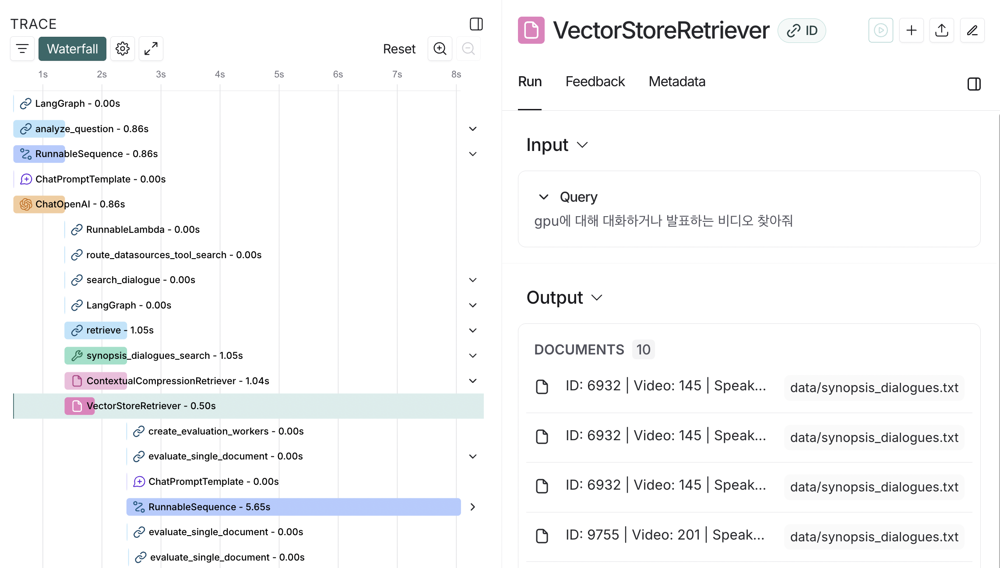 TRACE
Waterfall
Reset
1s 2s 3s 4s 5s 6s 7s 8s
LangGraph - 0.00s
analyze_question - 0.86s
RunnableSequence - 0.86s
ChatPromptTemplate - 0.00s
ChatOpenAI - 0.86s
RunnableLambda - 0.00s
route_datasources_tool_search - 0.00s
search_dialogue - 0.00s
LangGraph - 0.00s
retrieve - 1.05s
synopsis_dialogues_search - 1.05s
ContextualCompressionRetriever - 1.04s
VectorStoreRetriever - 0.50s
create_evaluation_workers - 0.00s
evaluate_single_document - 0.00s
ChatPromptTemplate - 0.00s
RunnableSequence - 5.65s
evaluate_single_document - 0.00s
evaluate_single_document - 0.00s
VectorStoreRetriever ID
Run Feedback Metadata
Input
Query
gpu에 대해 대화하거나 발표하는 비디오 찾아줘
Output
DOCUMENTS 10
ID: 6932 | Video: 145 | Speak... data/synopsis_dialogues.txt
ID: 6932 | Video: 145 | Speak... data/synopsis_dialogues.txt
ID: 6932 | Video: 145 | Speak... data/synopsis_dialogues.txt
ID: 9755 | Video: 201 | Speak... data/synopsis_dialogues.txt